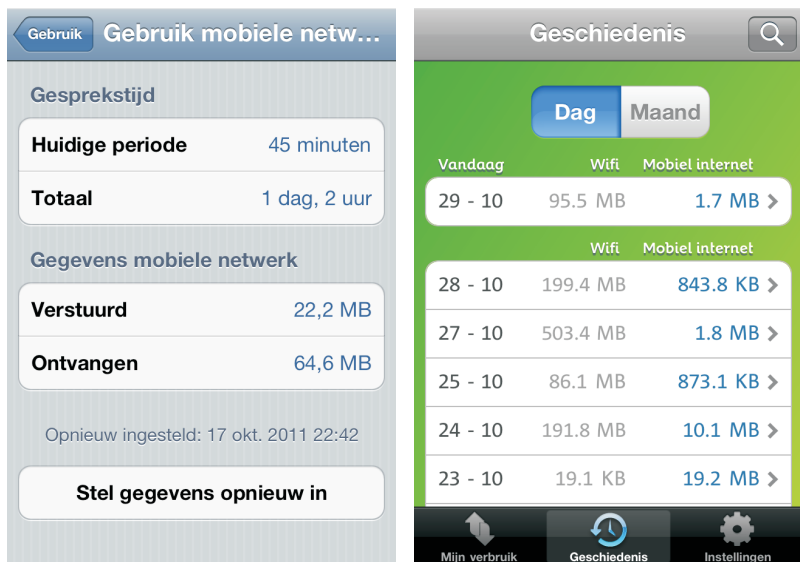 Gebruik Gebruik mobiele netw...
Gesprekstijd
Huidige periode 45 minuten
Totaal 1 dag, 2 uur
Gegevens mobiele netwerk
Verstuurd 22,2 MB
Ontvangen 64,6 MB
Opnieuw ingesteld: 17 okt. 2011 22:42
Stel gegevens opnieuw in
Geschiedenis
Dag Maand
Vandaag Wifi Mobiel internet
29 - 10 95.5 MB 1.7 MB
Wifi Mobiel internet
28 - 10 199.4 MB 843.8 KB
27 - 10 503.4 MB 1.8 MB
25 - 10 86.1 MB 873.1 KB
24 - 10 191.8 MB 10.1 MB
23 - 10 19.1 KB 19.2 MB
Mijn verbruik Geschiedenis Instellingen